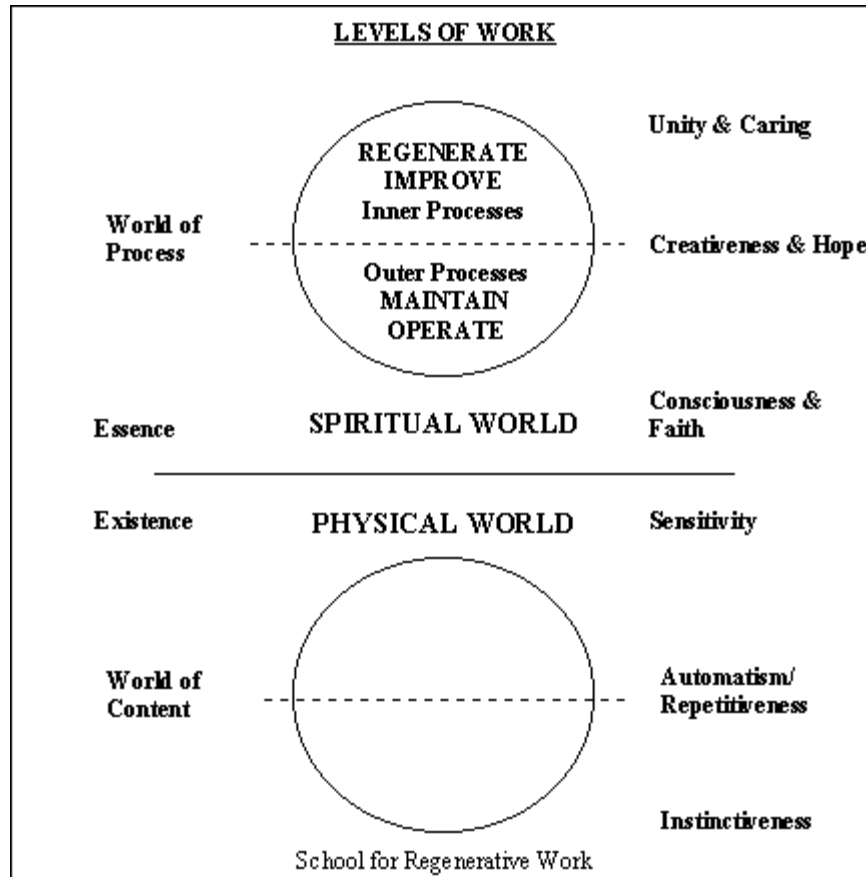 LEVELS OF WORK
Unity & Caring
REGENERATE
IMPROVE
Inner Processes
World of
Process
Creativeness & Hope
Outer Processes
MAINTAIN
OPERATE
Essence
SPIRITUAL WORLD
Consciousness &
Faith
Existence
PHYSICAL WORLD
Sensitivity
World of
Content
Automatism/
Repetitiveness
Instinctiveness
School for Regenerative Work